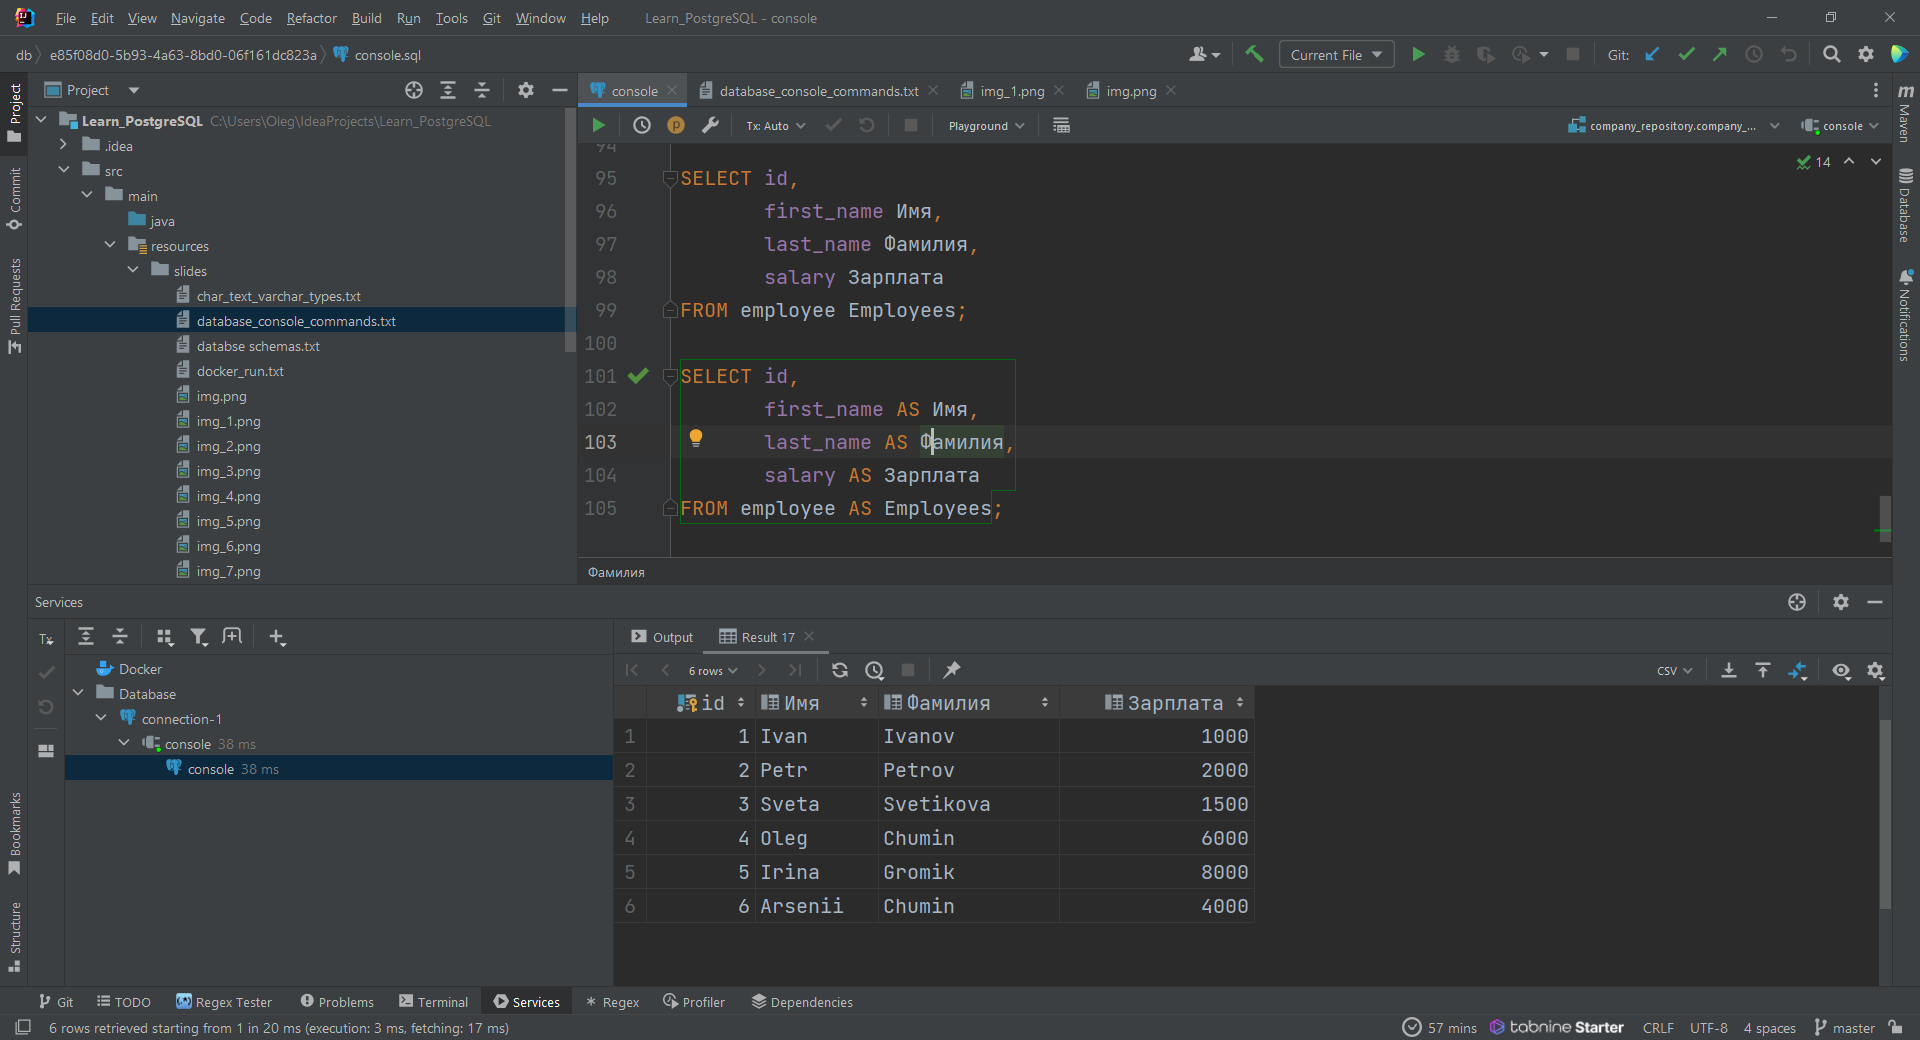 File Edit View Navigate Code Refactor Build Run Tools Git Window Help Learn_PostgreSQL - console
db e85f08d0-5b93-4a63-8bd0-06f161dc823a console.sql Current File Git:
Project
Project
console database_console_commands.txt img_1.png img.png
Learn_PostgreSQL C:\Users\Oleg\IdeaProjects\Learn_PostgreSQL
Tx: Auto Playground company_repository.company_... console
.idea
src
main
java
resources
slides
char_text_varchar_types.txt
database_console_commands.txt
databse schemas.txt
docker_run.txt
img.png
img_1.png
img_2.png
img_3.png
img_4.png
img_5.png
img_6.png
img_7.png
Commit
Pull Requests
Bookmarks
Structure
94
14
95 SELECT id,
96 first_name Имя,
97 last_name Фамилия,
98 salary Зарплата
99 FROM employee Employees;
100
101 SELECT id,
102 first_name AS Имя,
103 last_name AS Фамилия,
104 salary AS Зарплата
105 FROM employee AS Employees;
Фамилия
m Maven
Database
Notifications
Services
Tx
Docker
Database
connection-1
console 38 ms
console 38 ms
Output Result 17
6 rows CSV
id Имя Фамилия Зарплата
1 1 Ivan Ivanov 1000
2 2 Petr Petrov 2000
3 3 Sveta Svetikova 1500
4 4 Oleg Chumin 6000
5 5 Irina Gromik 8000
6 6 Arsenii Chumin 4000
Git TODO Regex Tester Problems Terminal Services Regex Profiler Dependencies
6 rows retrieved starting from 1 in 20 ms (execution: 3 ms, fetching: 17 ms) 57 mins tabnine Starter CRLF UTF-8 4 spaces master